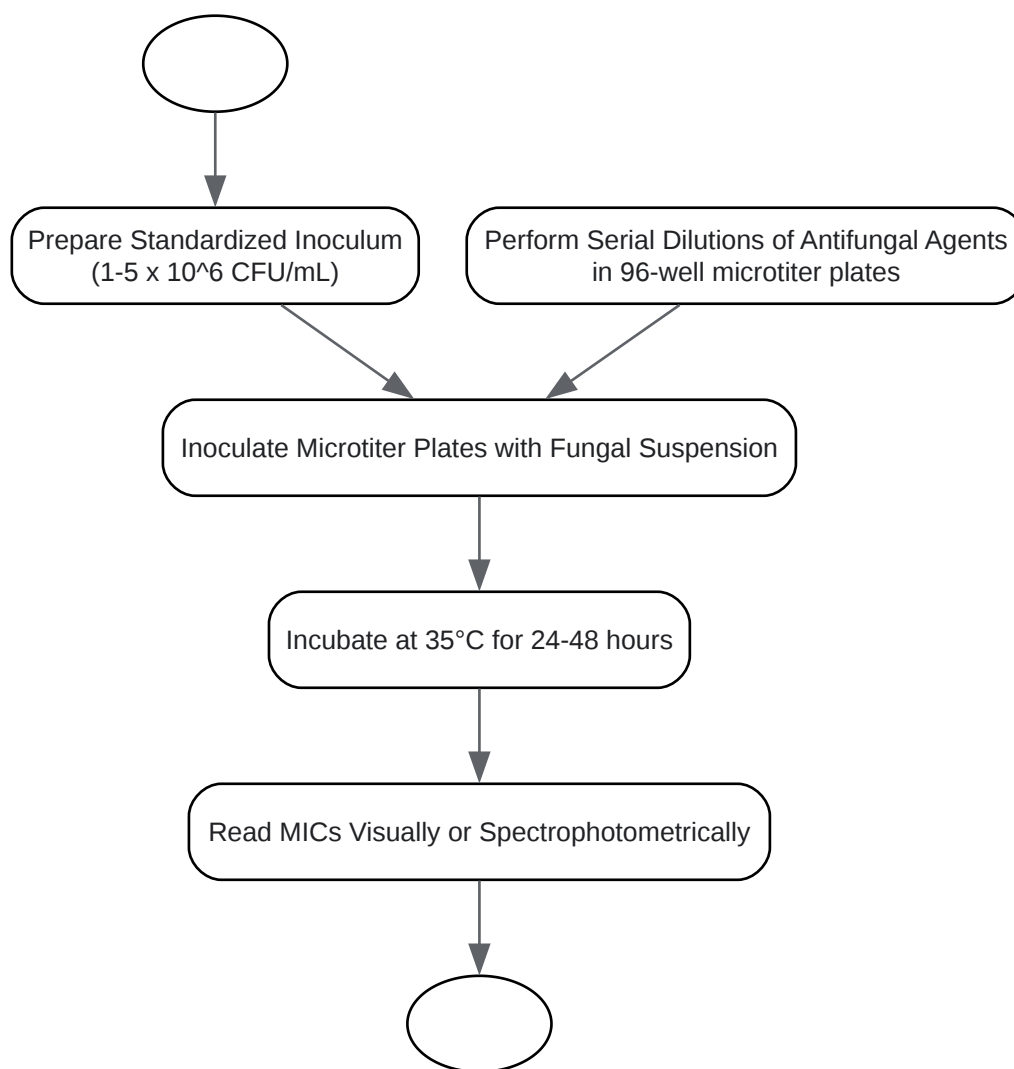 Prepare Standardized Inoculum
(1-5 x 10^6 CFU/mL)
Perform Serial Dilutions of Antifungal Agents
in 96-well microtiter plates
Inoculate Microtiter Plates with Fungal Suspension
Incubate at 35°C for 24-48 hours
Read MICs Visually or Spectrophotometrically